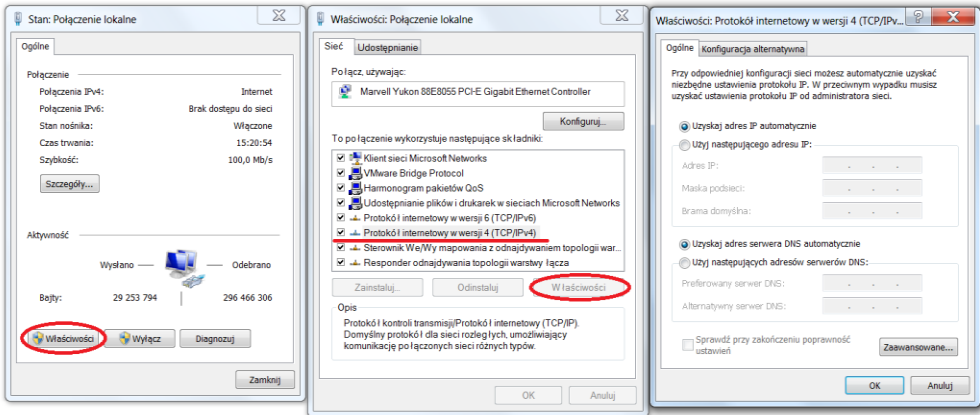 Stan: Połączenie lokalne
Ogólne
Połączenie
Połączenia IPv4: Internet
Połączenia IPv6: Brak dostępu do sieci
Stan nośnika: Włączone
Czas trwania: 15:20:54
Szybkość: 100,0 Mb/s
Szczegóły...
Aktywność
Wysłano Odebrano
Bajty: 29 253 794 296 466 306
Właściwości Wyłącz Diagnozuj
Zamknij
Właściwości: Połączenie lokalne
Sieć Udostępnianie
Połącz, używając:
Marvell Yukon 88E8055 PCI-E Gigabit Ethernet Controller
Konfiguruj...
To połączenie wykorzystuje następujące składniki:
Klient sieci Microsoft Networks
VMware Bridge Protocol
Harmonogram pakietów QoS
Udostępnianie plików i drukarek w sieciach Microsoft Networks
Protokół internetowy w wersji 6 (TCP/IPv6)
Protokół internetowy w wersji 4 (TCP/IPv4)
Sterownik We/Wy mapowania z odnajdywaniem topologii war...
Responder odnajdywania topologii warstwy łącza
Zainstaluj... Odinstaluj Właściwości
Opis
Protokół kontroli transmisji/Protokół internetowy (TCP/IP).
Domyślny protokół dla sieci rozległych, umożliwiający
komunikację połączonych sieci różnych typów.
OK Anuluj
Właściwości: Protokół internetowy w wersji 4 (TCP/IPv...
Ogólne Konfiguracja alternatywna
Przy odpowiedniej konfiguracji sieci możesz automatycznie uzyskać
niezbędne ustawienia protokołu IP. W przeciwnym wypadku musisz
uzyskać ustawienia protokołu IP od administratora sieci.
Uzyskaj adres IP automatycznie
Użyj następującego adresu IP:
Adres IP:
Maska podsieci:
Brama domyślna:
Uzyskaj adres serwera DNS automatycznie
Użyj następujących adresów serwerów DNS:
Preferowany serwer DNS:
Alternatywny serwer DNS:
Sprawdź przy zakończeniu poprawność
ustawień
Zaawansowane...
OK Anuluj